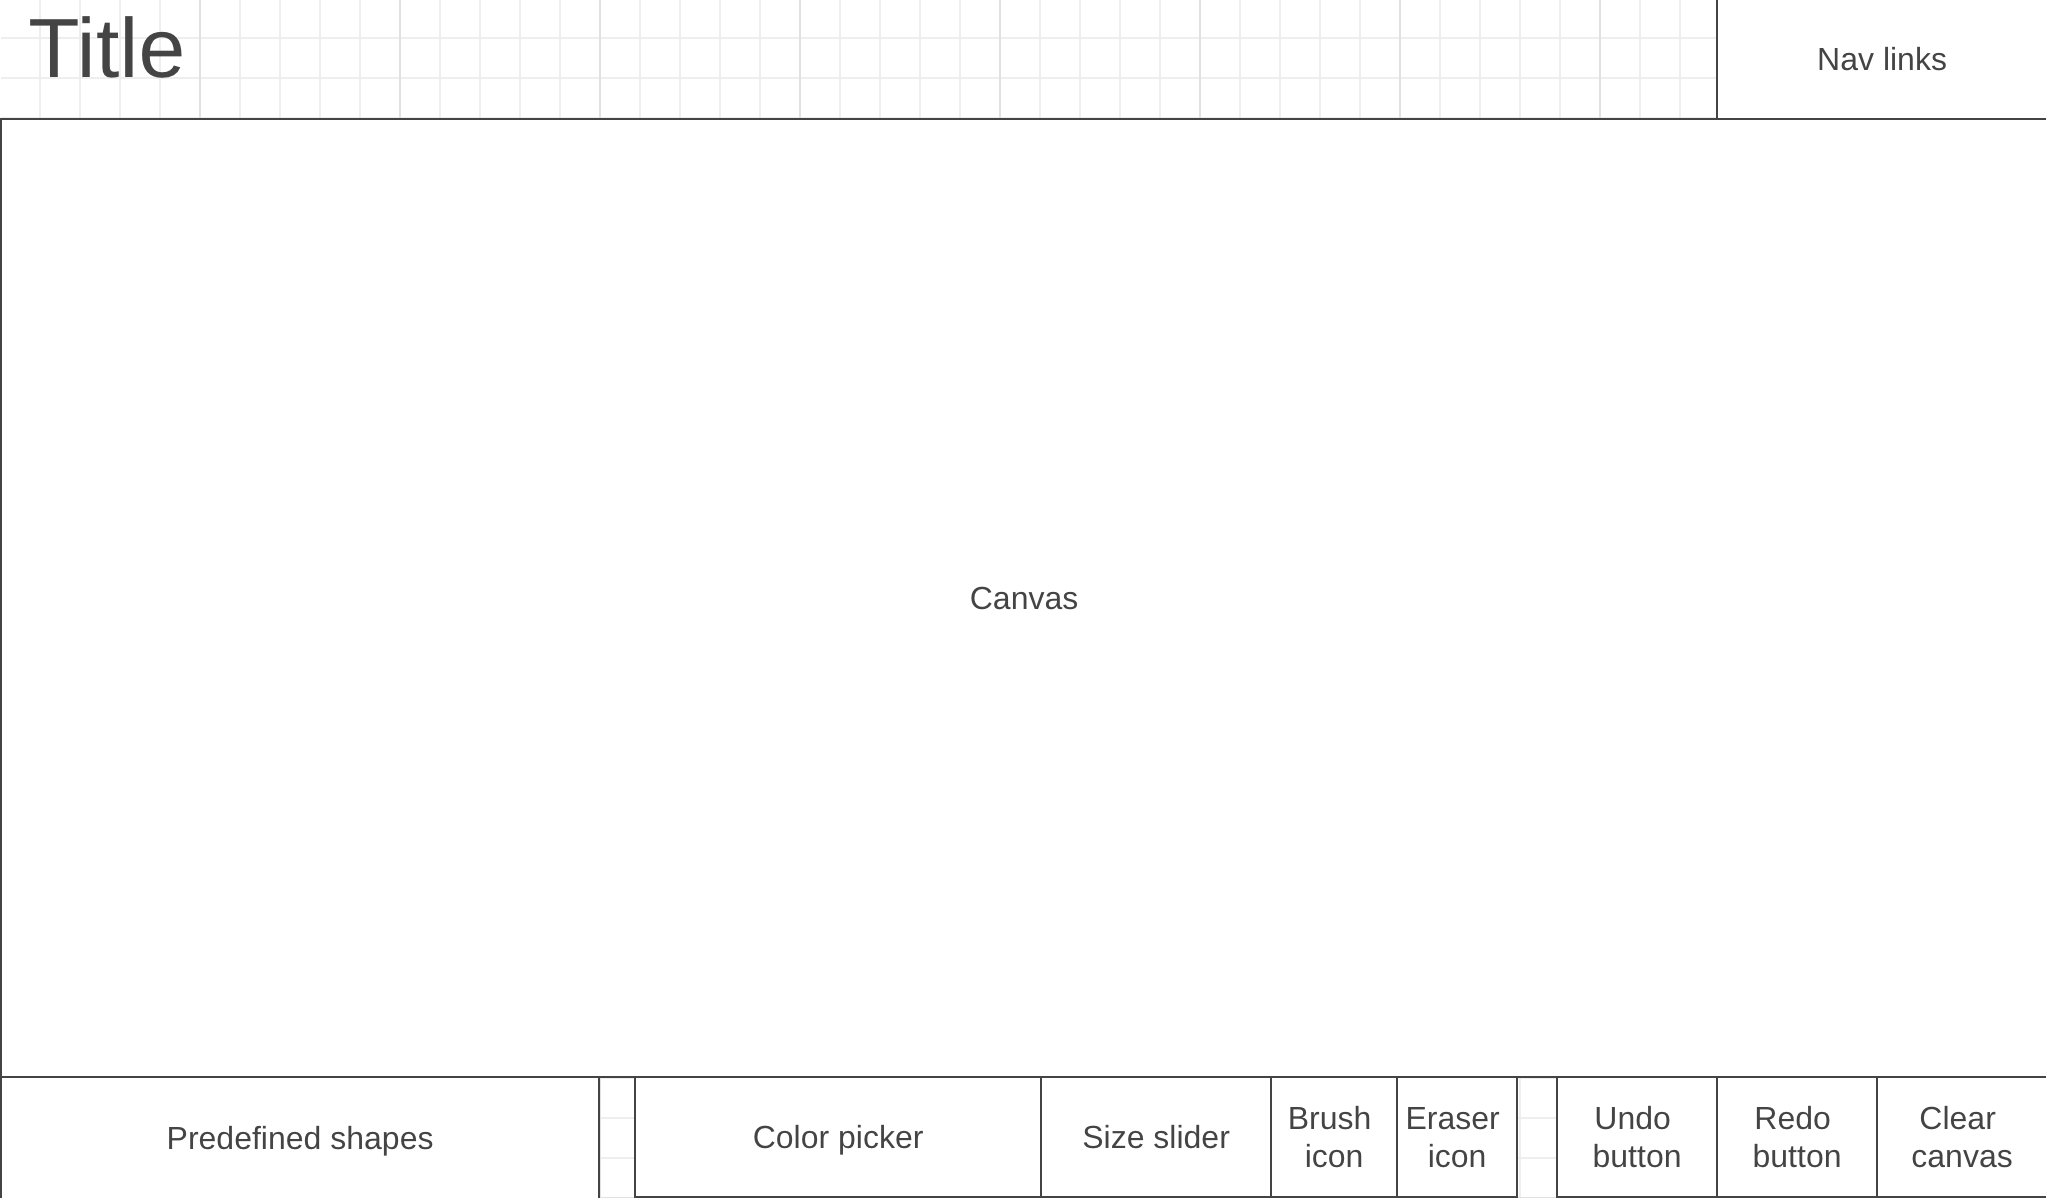 Title
Nav links
Canvas
Predefined shapes
Color picker
Size slider
Brush
icon
Eraser
icon
Undo
button
Redo
button
Clear
canvas